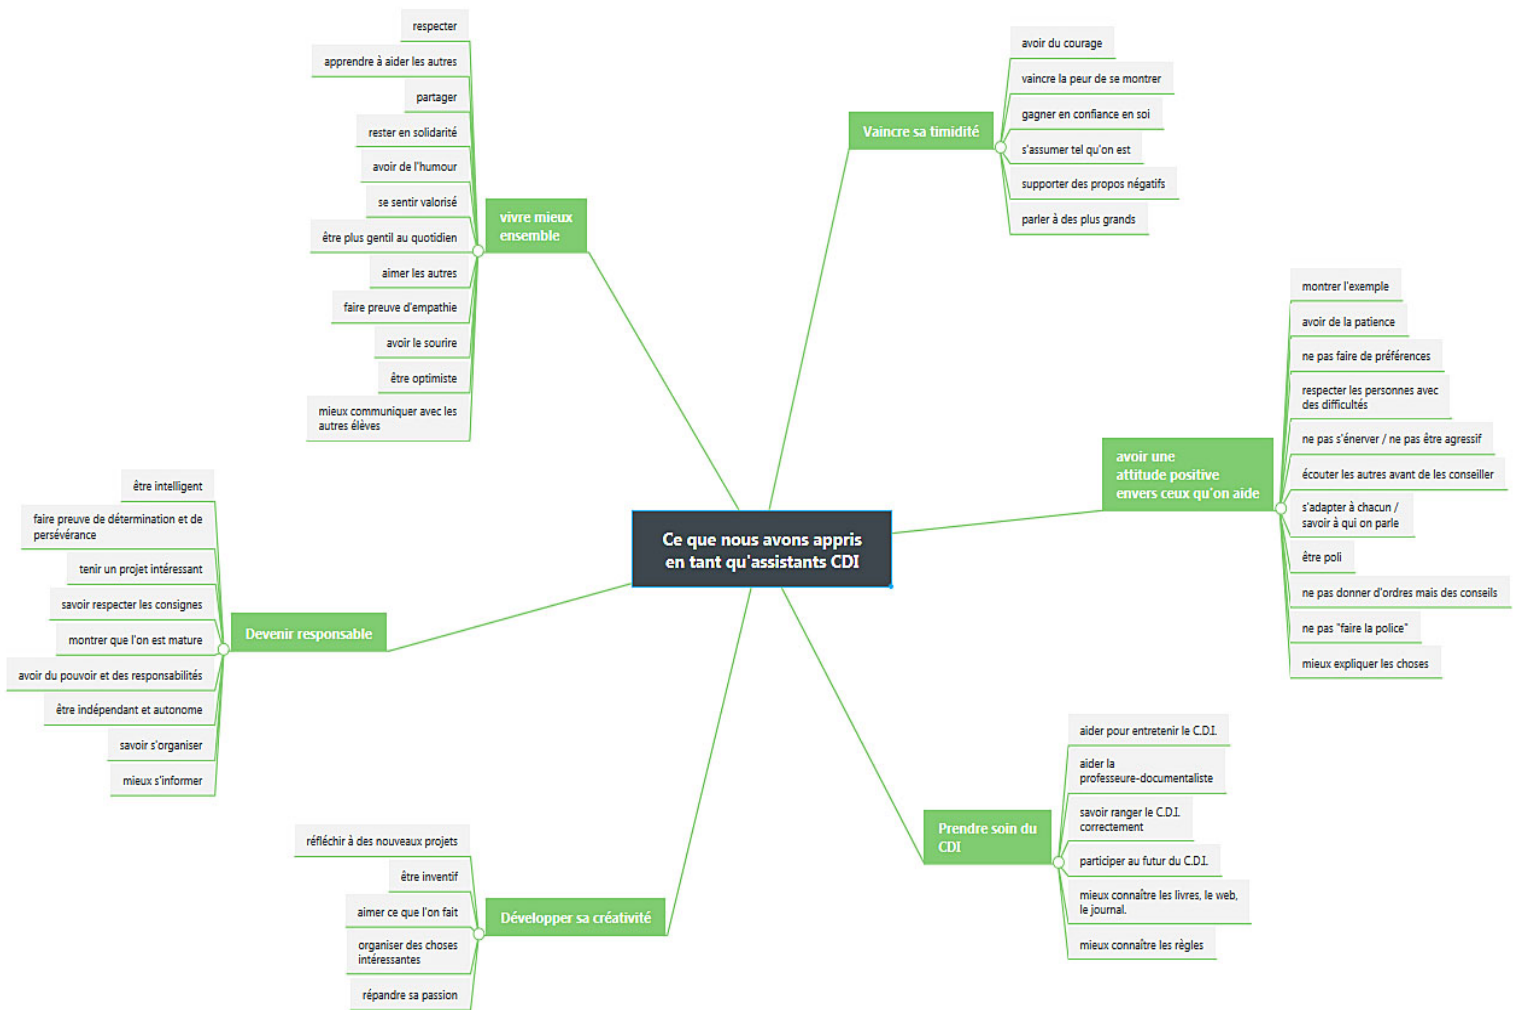 Ce que nous avons appris
en tant qu'assistants CDI
Vaincre sa timidité
avoir du courage
vaincre la peur de se montrer
gagner en confiance en soi
s'assumer tel qu'on est
supporter des propos négatifs
parler à des plus grands
avoir une
attitude positive
envers ceux qu'on aide
montrer l'exemple
avoir de la patience
ne pas faire de préférences
respecter les personnes avec
des difficultés
ne pas s'énerver / ne pas être agressif
écouter les autres avant de les conseiller
s'adapter à chacun /
savoir à qui on parle
être poli
ne pas donner d'ordres mais des conseils
ne pas "faire la police"
mieux expliquer les choses
Prendre soin du
CDI
aider pour entretenir le C.D.I.
aider la
professeure-documentaliste
savoir ranger le C.D.I.
correctement
participer au futur du C.D.I.
mieux connaître les livres, le web,
le journal.
mieux connaître les règles
Développer sa créativité
réfléchir à des nouveaux projets
être inventif
aimer ce que l'on fait
organiser des choses
intéressantes
répandre sa passion
Devenir responsable
être intelligent
faire preuve de détermination et de
persévérance
tenir un projet intéressant
savoir respecter les consignes
montrer que l'on est mature
avoir du pouvoir et des responsabilités
être indépendant et autonome
savoir s'organiser
mieux s'informer
vivre mieux
ensemble
respecter
apprendre à aider les autres
partager
rester en solidarité
avoir de l'humour
se sentir valorisé
être plus gentil au quotidien
aimer les autres
faire preuve d'empathie
avoir le sourire
être optimiste
mieux communiquer avec les
autres élèves